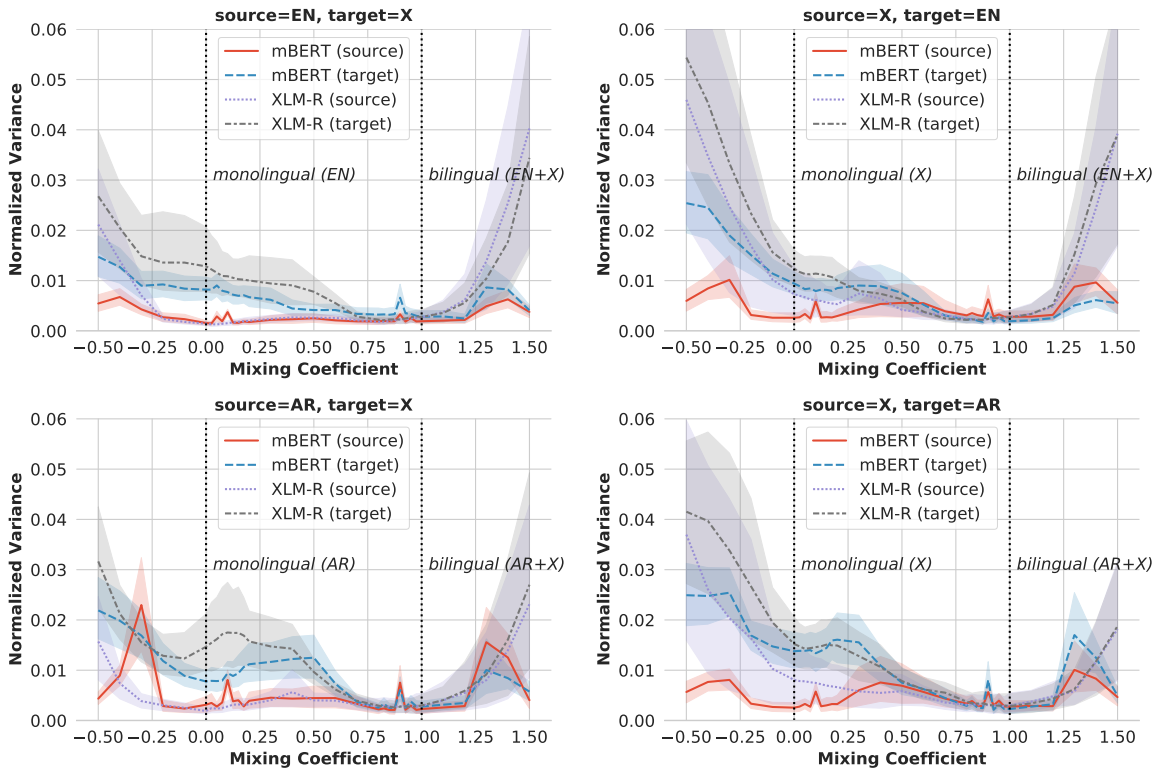 source=EN, target=X
0.06
0.05
0.04
0.03
0.02
0.01
0.00
Normalized Variance
mBERT (source)
mBERT (target)
XLM-R (source)
XLM-R (target)
monolingual (EN)
bilingual (EN+X)
−0.50 −0.25 0.00 0.25 0.50 0.75 1.00 1.25 1.50
Mixing Coefficient
source=X, target=EN
0.06
0.05
0.04
0.03
0.02
0.01
0.00
Normalized Variance
mBERT (source)
mBERT (target)
XLM-R (source)
XLM-R (target)
monolingual (X)
bilingual (EN+X)
−0.50 −0.25 0.00 0.25 0.50 0.75 1.00 1.25 1.50
Mixing Coefficient
source=AR, target=X
0.06
0.05
0.04
0.03
0.02
0.01
0.00
Normalized Variance
mBERT (source)
mBERT (target)
XLM-R (source)
XLM-R (target)
monolingual (AR)
bilingual (AR+X)
−0.50 −0.25 0.00 0.25 0.50 0.75 1.00 1.25 1.50
Mixing Coefficient
source=X, target=AR
0.06
0.05
0.04
0.03
0.02
0.01
0.00
Normalized Variance
mBERT (source)
mBERT (target)
XLM-R (source)
XLM-R (target)
monolingual (X)
bilingual (AR+X)
−0.50 −0.25 0.00 0.25 0.50 0.75 1.00 1.25 1.50
Mixing Coefficient